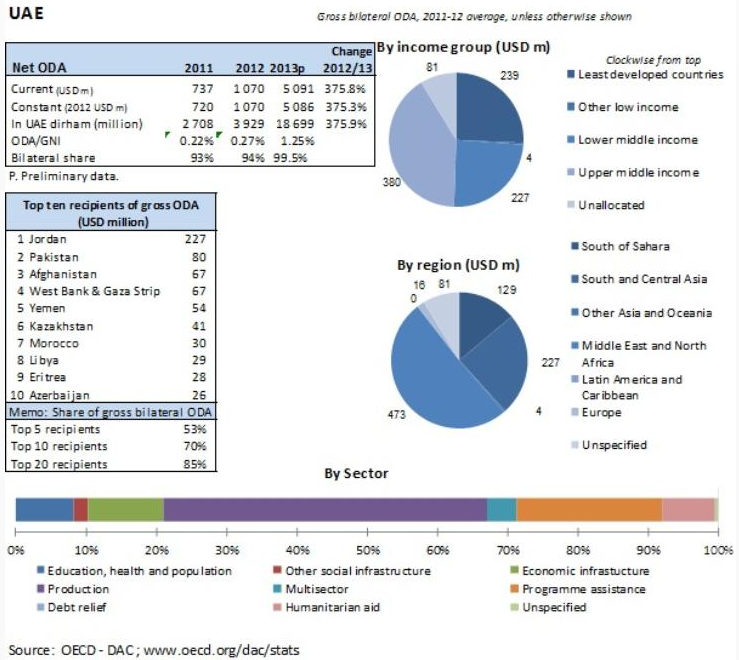 UAE
Gross bilateral ODA, 2011-12 average, unless otherwise shown
Net ODA 2011 2012 2013p Change 2012/13
Current (USD m) 737 1 070 5 091 375.8%
Constant (2012 USD m) 720 1 070 5 086 375.3%
In UAE dirham (million) 2 708 3 929 18 699 375.9%
ODA/GNI 0.22% 0.27% 1.25%
Bilateral share 93% 94% 99.5%
P. Preliminary data.
Top ten recipients of gross ODA
(USD million)
1 Jordan 227
2 Pakistan 80
3 Afghanistan 67
4 West Bank & Gaza Strip 67
5 Yemen 54
6 Kazakhstan 41
7 Morocco 30
8 Libya 29
9 Eritrea 28
10 Azerbaijan 26
Memo: Share of gross bilateral ODA
Top 5 recipients 53%
Top 10 recipients 70%
Top 20 recipients 85%
By income group (USD m)
81
239
4
227
380
Clockwise from top
Least developed countries
Other low income
Lower middle income
Upper middle income
Unallocated
By region (USD m)
16
81
129
0
227
4
473
South of Sahara
South and Central Asia
Other Asia and Oceania
Middle East and North
Africa
Latin America and
Caribbean
Europe
Unspecified
By Sector
0% 10% 20% 30% 40% 50% 60% 70% 80% 90% 100%
Education, health and population Other social infrastructure Economic infrastucture
Production Multisector Programme assistance
Debt relief Humanitarian aid Unspecified
Source: OECD - DAC ; www.oecd.org/dac/stats